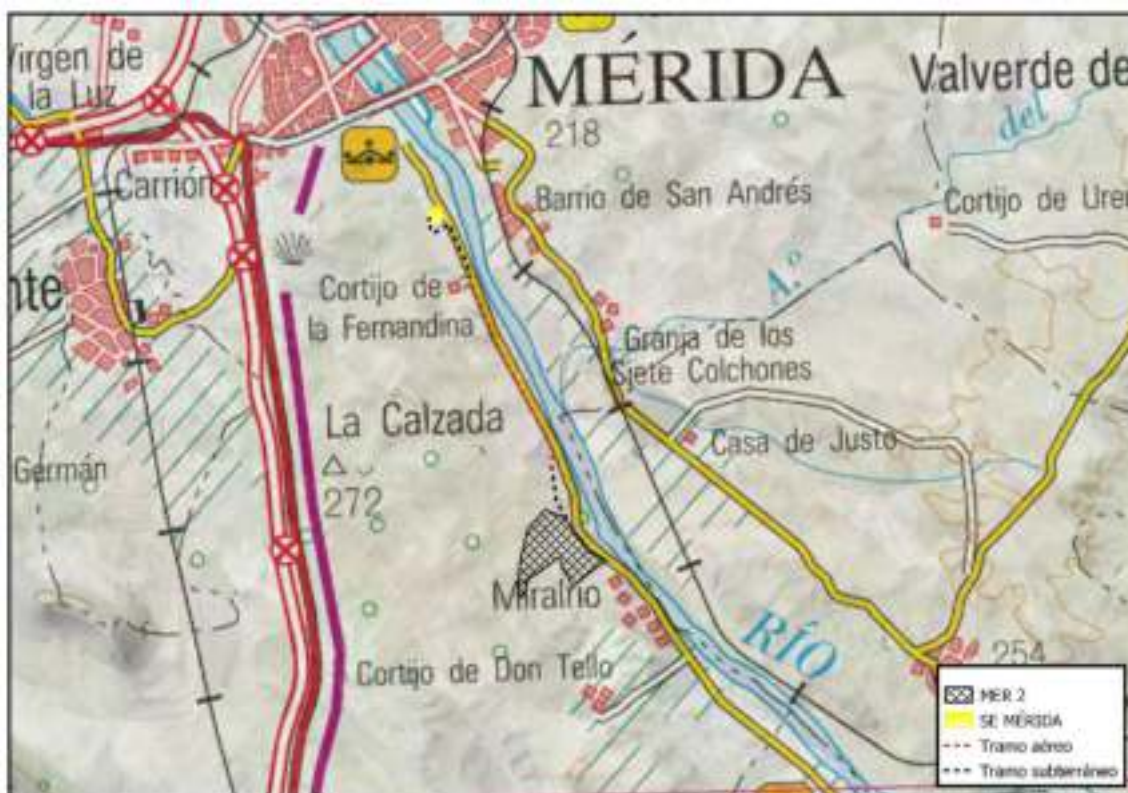 Virgen de
la Luz
MÉRIDA
218
Valverde de
del
Carrión
Barrio de San Andrés
Cortijo de
A.º
Cortijo de
la Fernandina
Granja de los
Siete Colchones
La Calzada
272
Germán
Casa de Justo
Miralrío
RÍO
254
Cortijo de Don Tello
MER 2
SE MÉRIDA
Tramo aéreo
Tramo subterráneo